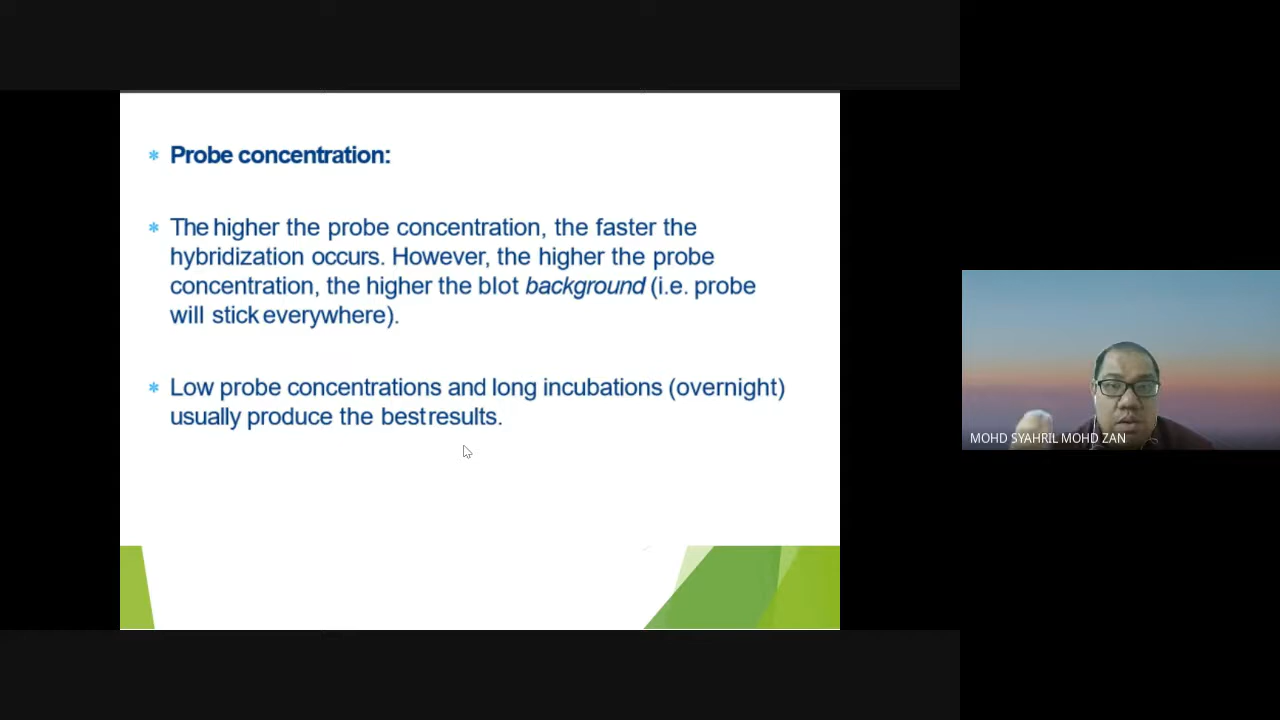 * Probe concentration:
* The higher the probe concentration, the faster the
hybridization occurs. However, the higher the probe
concentration, the higher the blot background (i.e. probe
will stick everywhere).
* Low probe concentrations and long incubations (overnight)
usually produce the best results.
MOHD SYAHRIL MOHD ZAN